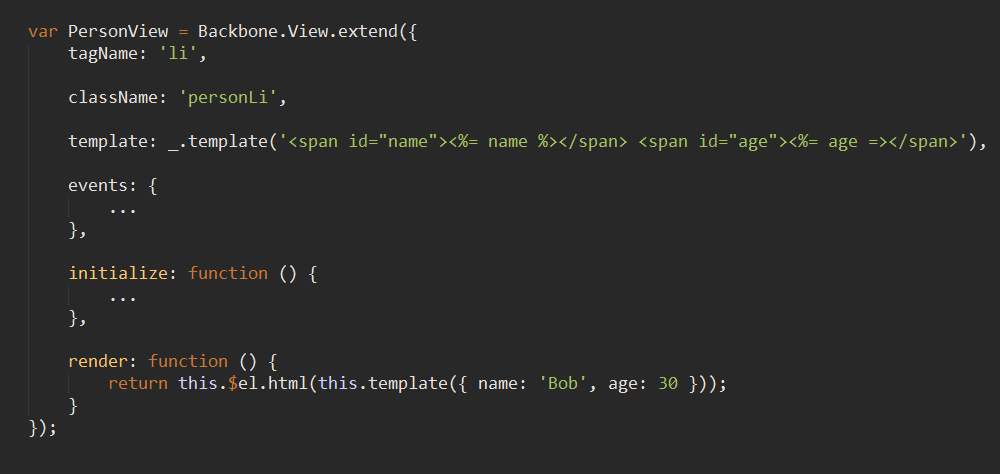 var PersonView = Backbone.View.extend({
    tagName: 'li',
    className: 'personLi',
    template: _.template('<span id="name"><%= name %></span> <span id="age"><%= age =></span>'),
    events: {
        ...
    },
    initialize: function () {
        ...
    },
    render: function () {
        return this.$el.html(this.template({ name: 'Bob', age: 30 }));
    }
});